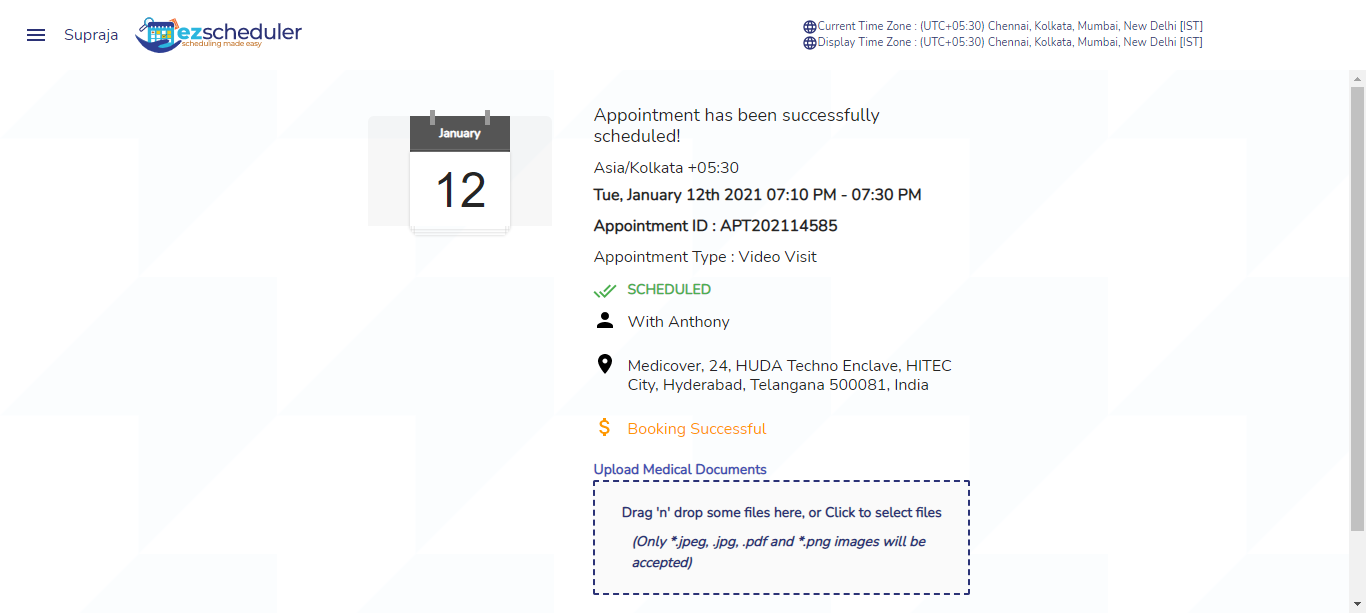 Supraja
ezscheduler
scheduling made easy
Current Time Zone : (UTC+05:30) Chennai, Kolkata, Mumbai, New Delhi [IST]
Display Time Zone : (UTC+05:30) Chennai, Kolkata, Mumbai, New Delhi [IST]
January
12
Appointment has been successfully
scheduled!
Asia/Kolkata +05:30
Tue, January 12th 2021 07:10 PM - 07:30 PM
Appointment ID : APT202114585
Appointment Type : Video Visit
SCHEDULED
With Anthony
Medicover, 24, HUDA Techno Enclave, HITEC
City, Hyderabad, Telangana 500081, India
$ Booking Successful
Upload Medical Documents
Drag 'n' drop some files here, or Click to select files
(Only *.jpeg, .jpg, .pdf and *.png images will be
accepted)